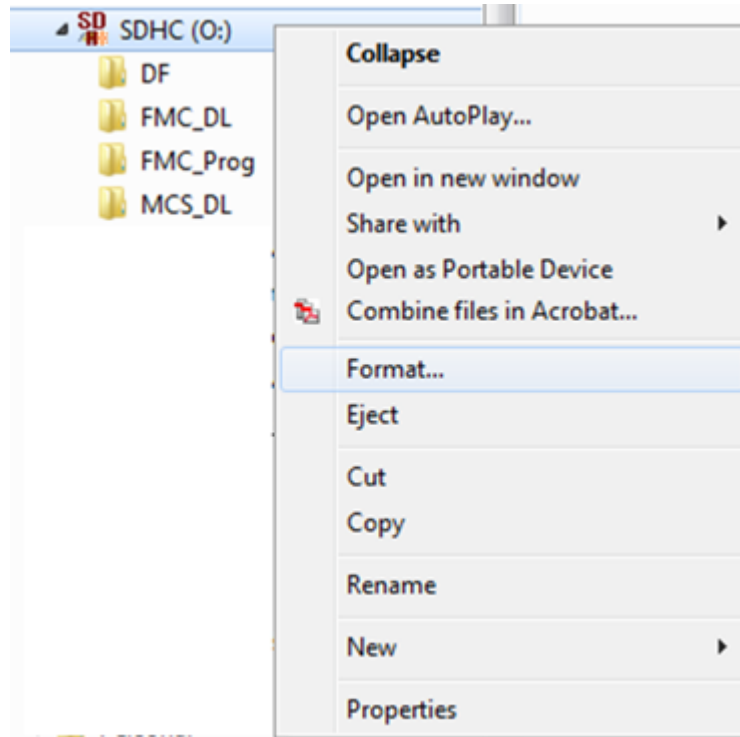 SDHC (O:)
DF
FMC_DL
FMC_Prog
MCS_DL
Collapse
Open AutoPlay...
Open in new window
Share with
Open as Portable Device
Combine files in Acrobat...
Format...
Eject
Cut
Copy
Rename
New
Properties